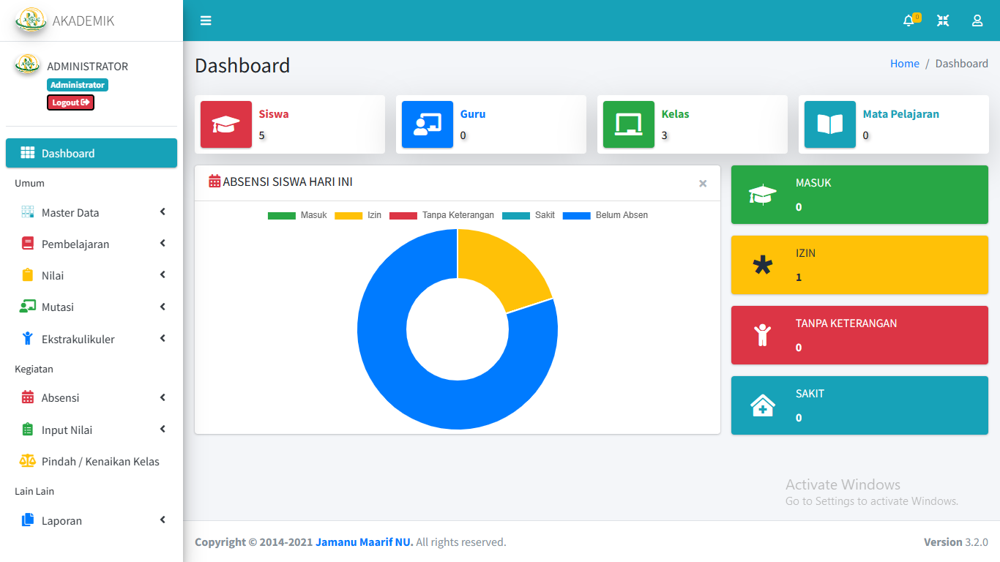 AKADEMIK
0
ADMINISTRATOR
Administrator
Logout
Dashboard
Umum
Master Data
Pembelajaran
Nilai
Mutasi
Ekstrakulikuler
Kegiatan
Absensi
Input Nilai
Pindah / Kenaikan Kelas
Lain Lain
Laporan
Dashboard
Home / Dashboard
Siswa
5
Guru
0
Kelas
3
Mata Pelajaran
0
ABSENSI SISWA HARI INI ×
Masuk Izin Tanpa Keterangan Sakit Belum Absen
MASUK
0
IZIN
1
TANPA KETERANGAN
0
SAKIT
0
Activate Windows
Go to Settings to activate Windows.
Copyright © 2014-2021 Jamanu Maarif NU. All rights reserved.
Version 3.2.0